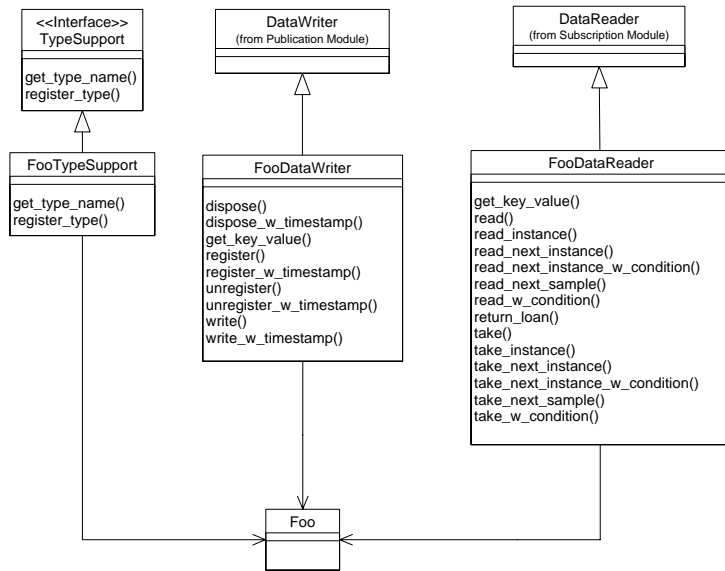 <<Interface>>
TypeSupport
get_type_name()
register_type()
DataWriter
(from Publication Module)
DataReader
(from Subscription Module)
FooTypeSupport
get_type_name()
register_type()
FooDataWriter
dispose()
dispose_w_timestamp()
get_key_value()
register()
register_w_timestamp()
unregister()
unregister_w_timestamp()
write()
write_w_timestamp()
FooDataReader
get_key_value()
read()
read_instance()
read_next_instance()
read_next_instance_w_condition()
read_next_sample()
read_w_condition()
return_loan()
take()
take_instance()
take_next_instance()
take_next_instance_w_condition()
take_next_sample()
take_w_condition()
Foo